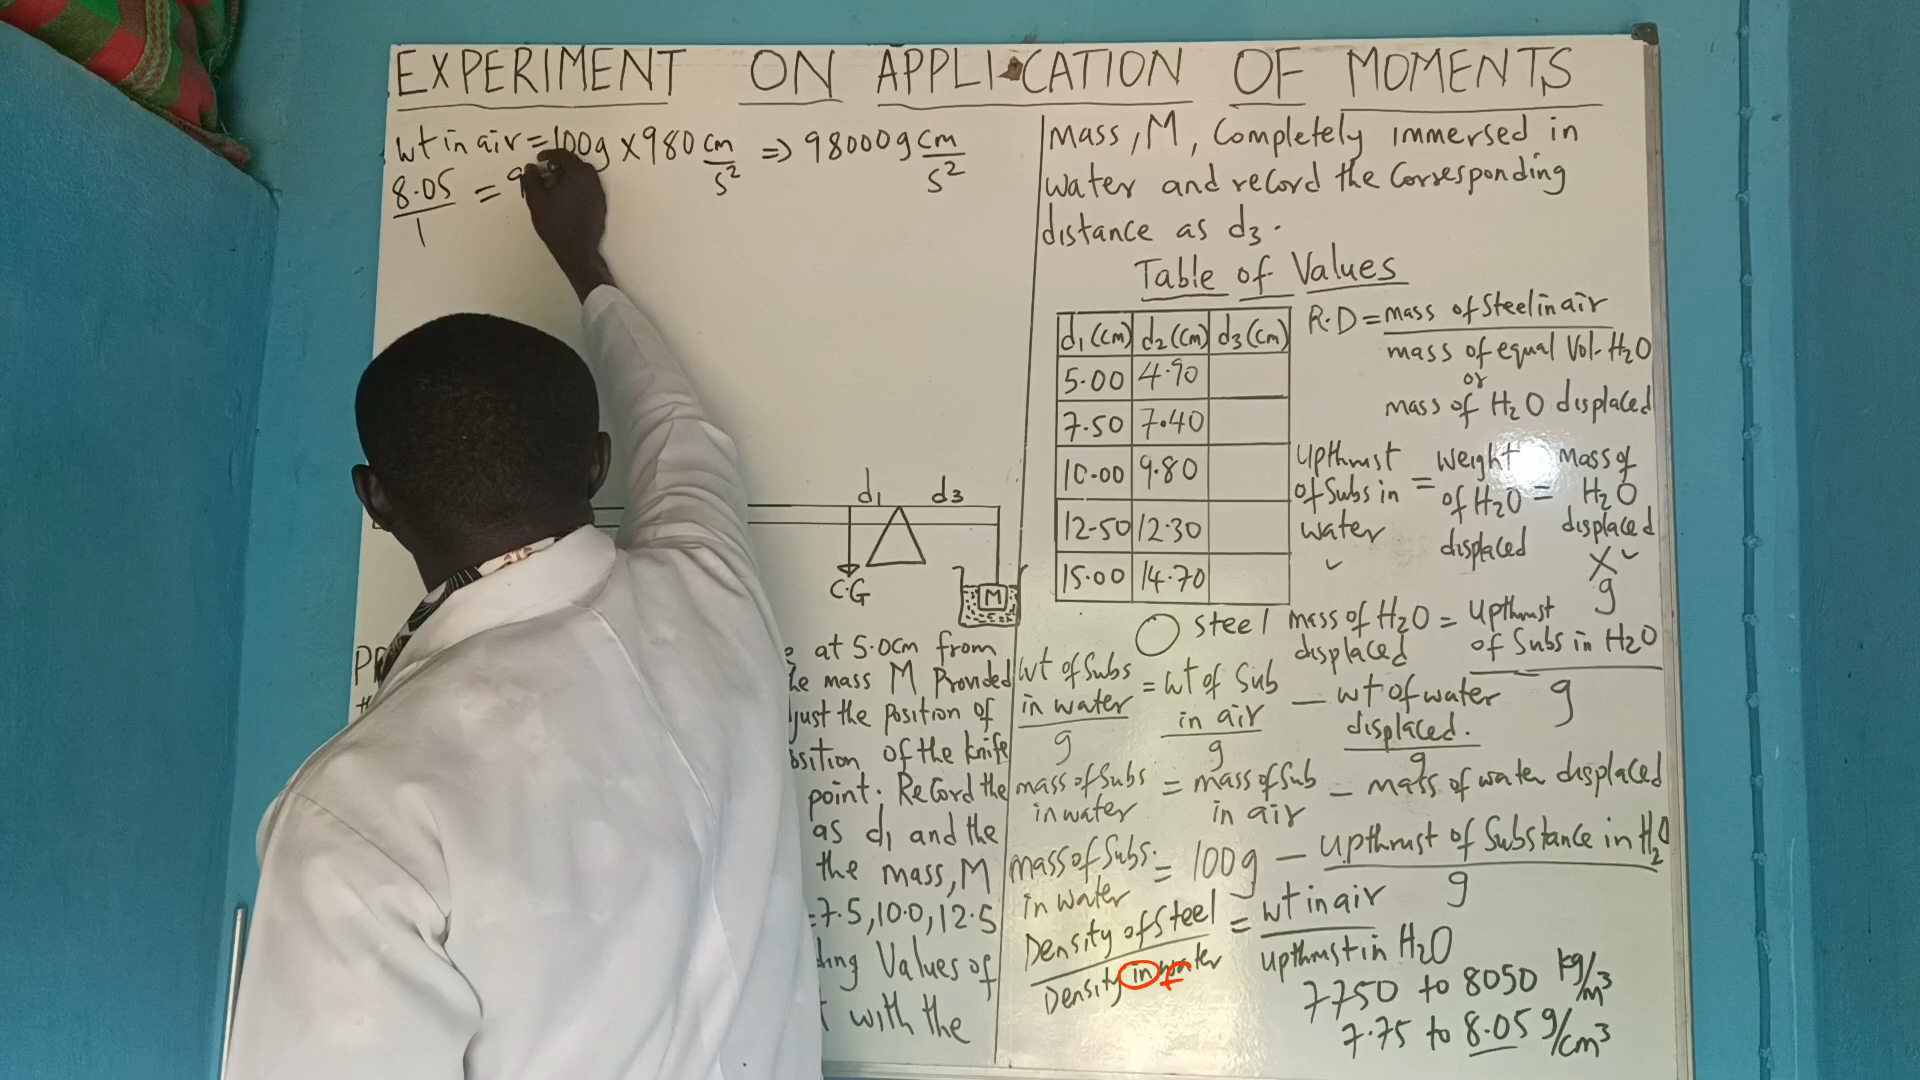 EXPERIMENT ON APPLICATION OF MOMENTS
wt in air = 100g x 980 cm/s² => 98000g cm/s²
8.05/1 = 9
d1 d3
C.G
M
at 5.0cm from
the mass M Provided
just the position of
position of the knife
point. Record the
as d1 and the
the mass, M
=7.5, 10.0, 12.5
Values of
with the
Mass, M, Completely immersed in
water and record the Corresponding
distance as d3.
Table of Values
d1(cm) d2(cm) d3(cm)
5.00 4.90
7.50 7.40
10.00 9.80
12.50 12.30
15.00 14.70
R.D = mass of Steel in air
mass of equal Vol. H2O
or
mass of H2O displaced
Upthrust of Subs in water = Weight of H2O displaced = Mass of H2O displaced
x
g
Steel
mass of H2O displaced = Upthrust of Subs in H2O
g
wt of Subs in water = wt of Sub in air – wt of water displaced.
g g g
mass of Subs in water = mass of Sub in air – mass of water displaced
mass of Subs. in water = 100g – Upthrust of Substance in H2O
g
Density of Steel = wt in air
Density in water upthrust in H2O
f
7750 to 8050 kg/m³
7.75 to 8.05 g/cm³